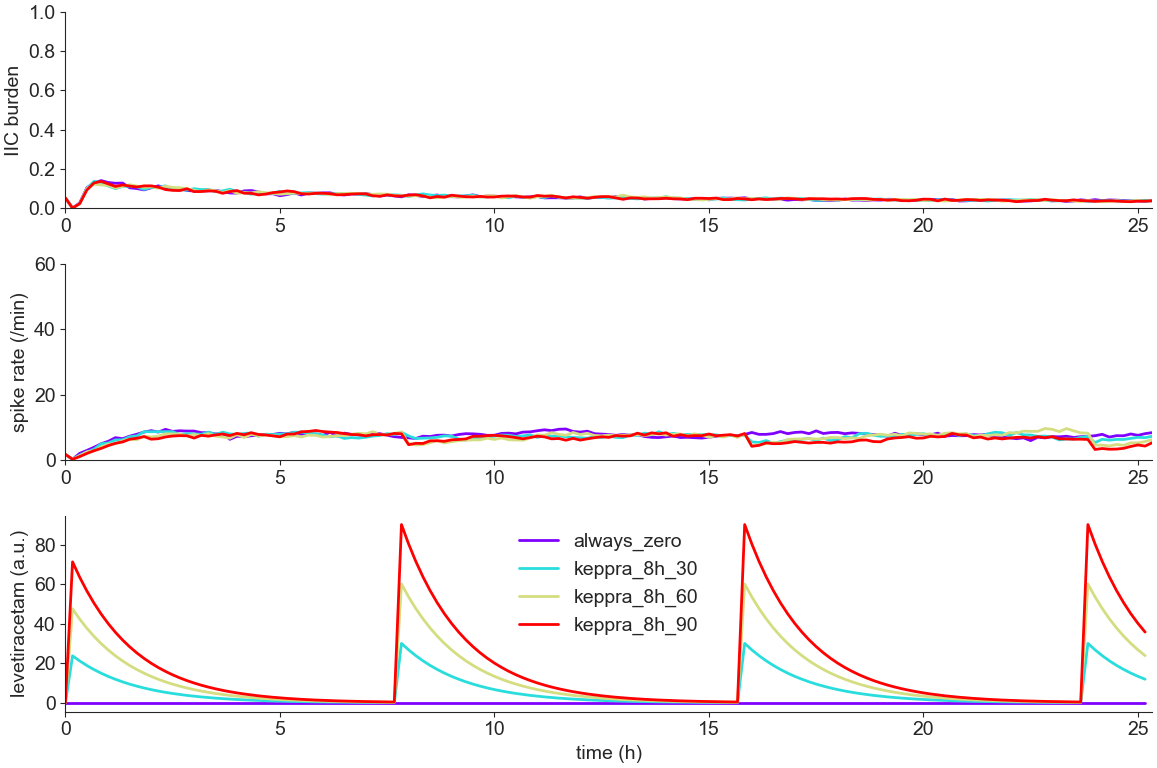 1.0
0.8
0.6
0.4
0.2
0.0
IIC burden
0 5 10 15 20 25
60
40
20
0
spike rate (/min)
0 5 10 15 20 25
80
60
40
20
0
levetiracetam (a.u.)
always_zero
keppra_8h_30
keppra_8h_60
keppra_8h_90
0 5 10 15 20 25
time (h)